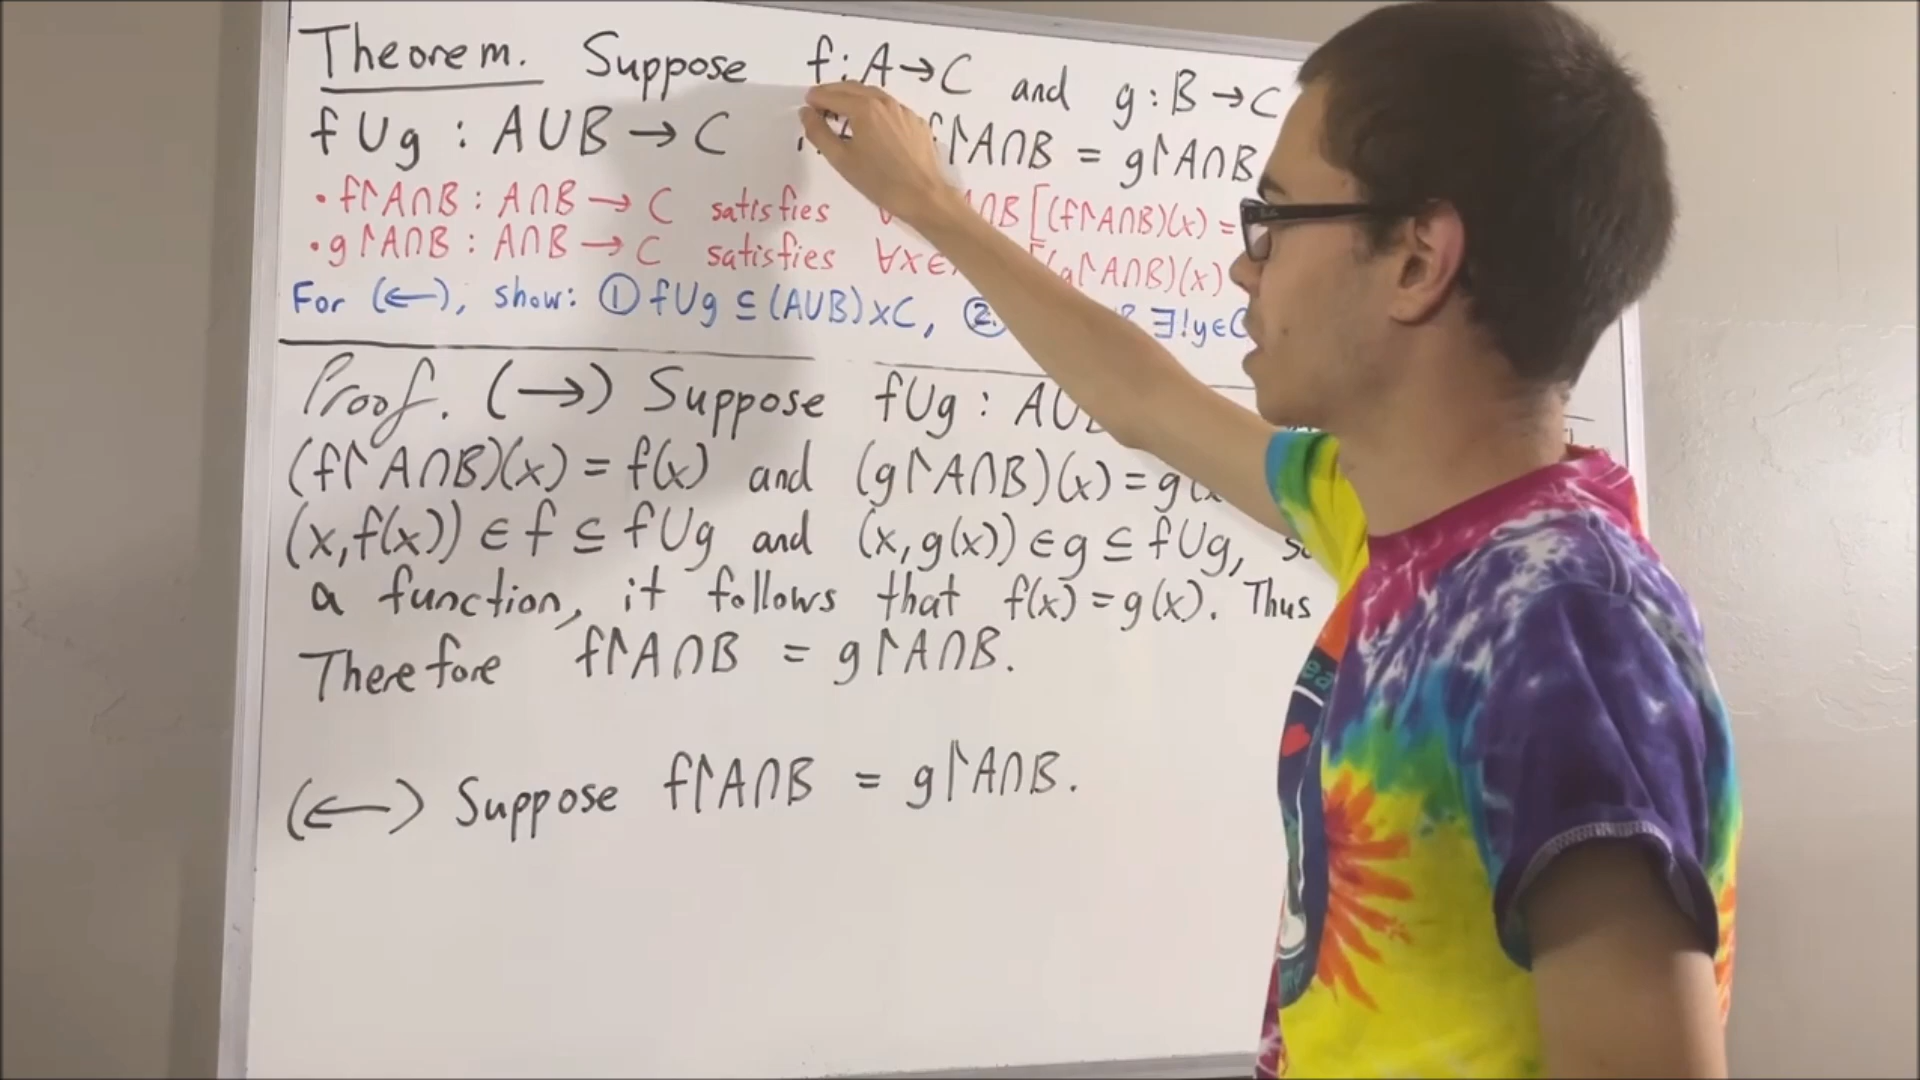 Theorem. Suppose f: A → C and g: B → C
f∪g : A∪B → C f↾A∩B = g↾A∩B
• f↾A∩B : A∩B → C satisfies ∀ ∩B [(f↾A∩B)(x) =
• g↾A∩B : A∩B → C satisfies ∀x∈ (g↾A∩B)(x)
For (←), show: ① f∪g ⊆ (A∪B)×C, ② ∃!y∈C
Proof. (→) Suppose f∪g : A∪
(f↾A∩B)(x) = f(x) and (g↾A∩B)(x) = g(x
(x,f(x)) ∈ f ⊆ f∪g and (x,g(x)) ∈ g ⊆ f∪g,
a function, it follows that f(x) = g(x). Thus
Therefore f↾A∩B = g↾A∩B.
(←) Suppose f↾A∩B = g↾A∩B.